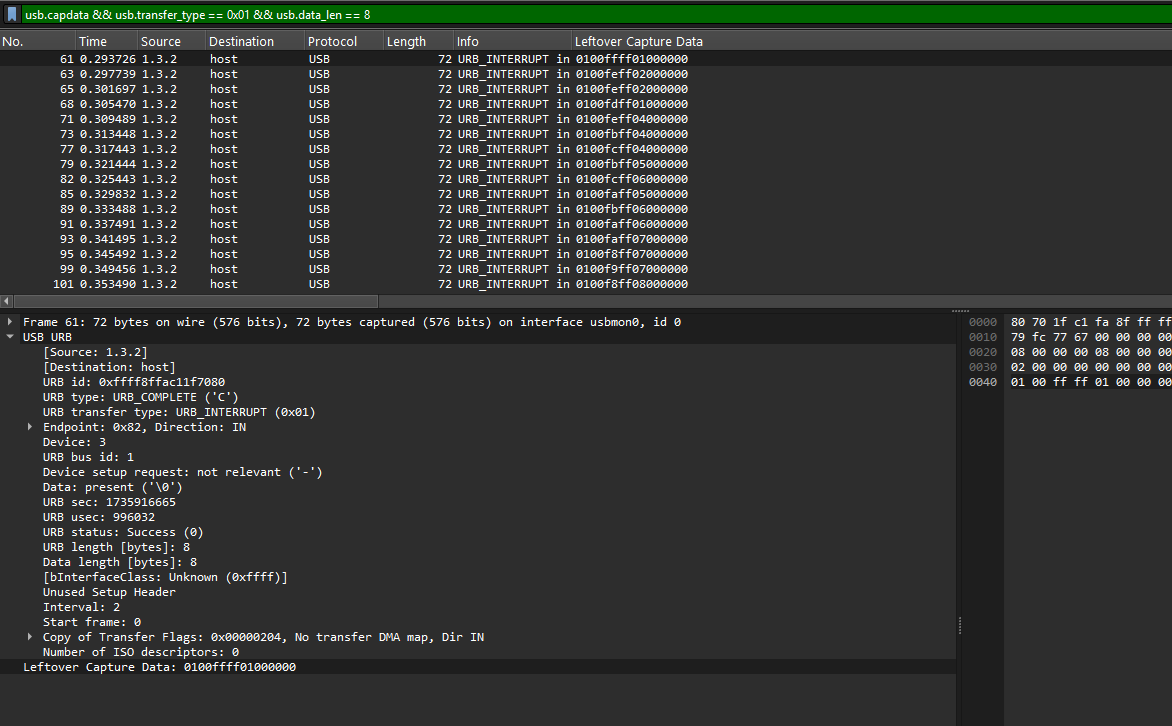 usb.capdata && usb.transfer_type == 0x01 && usb.data_len == 8
No. Time Source Destination Protocol Length Info Leftover Capture Data
61 0.293726 1.3.2 host USB 72 URB_INTERRUPT in 0100ffff01000000
63 0.297739 1.3.2 host USB 72 URB_INTERRUPT in 0100feff02000000
65 0.301697 1.3.2 host USB 72 URB_INTERRUPT in 0100feff02000000
68 0.305470 1.3.2 host USB 72 URB_INTERRUPT in 0100fdff01000000
71 0.309489 1.3.2 host USB 72 URB_INTERRUPT in 0100feff04000000
73 0.313448 1.3.2 host USB 72 URB_INTERRUPT in 0100fbff04000000
77 0.317443 1.3.2 host USB 72 URB_INTERRUPT in 0100fcff04000000
79 0.321444 1.3.2 host USB 72 URB_INTERRUPT in 0100fbff05000000
82 0.325443 1.3.2 host USB 72 URB_INTERRUPT in 0100fcff06000000
85 0.329832 1.3.2 host USB 72 URB_INTERRUPT in 0100faff05000000
89 0.333488 1.3.2 host USB 72 URB_INTERRUPT in 0100fbff06000000
91 0.337491 1.3.2 host USB 72 URB_INTERRUPT in 0100faff06000000
93 0.341495 1.3.2 host USB 72 URB_INTERRUPT in 0100faff07000000
95 0.345492 1.3.2 host USB 72 URB_INTERRUPT in 0100f8ff07000000
99 0.349456 1.3.2 host USB 72 URB_INTERRUPT in 0100f9ff07000000
101 0.353490 1.3.2 host USB 72 URB_INTERRUPT in 0100f8ff08000000
Frame 61: 72 bytes on wire (576 bits), 72 bytes captured (576 bits) on interface usbmon0, id 0
USB URB
[Source: 1.3.2]
[Destination: host]
URB id: 0xffff8ffac11f7080
URB type: URB_COMPLETE ('C')
URB transfer type: URB_INTERRUPT (0x01)
Endpoint: 0x82, Direction: IN
Device: 3
URB bus id: 1
Device setup request: not relevant ('-')
Data: present ('\0')
URB sec: 1735916665
URB usec: 996032
URB status: Success (0)
URB length [bytes]: 8
Data length [bytes]: 8
[bInterfaceClass: Unknown (0xffff)]
Unused Setup Header
Interval: 2
Start frame: 0
Copy of Transfer Flags: 0x00000204, No transfer DMA map, Dir IN
Number of ISO descriptors: 0
Leftover Capture Data: 0100ffff01000000
0000 80 70 1f c1 fa 8f ff ff
0010 79 fc 77 67 00 00 00 00
0020 08 00 00 00 08 00 00 00
0030 02 00 00 00 00 00 00 00
0040 01 00 ff ff 01 00 00 00